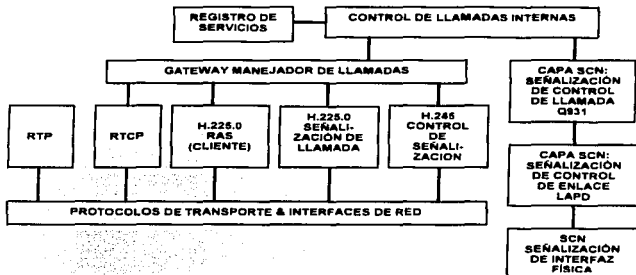 REGISTRO DE
SERVICIOS
CONTROL DE LLAMADAS INTERNAS
GATEWAY MANEJADOR DE LLAMADAS
CAPA SCN:
SEÑALIZACIÓN
DE CONTROL
DE LLAMADA
Q931
RTP
RTCP
H.225.0
RAS
(CLIENTE)
H.225.0
SEÑALI-
ZACIÓN DE
LLAMADA
H.245
CONTROL
DE
SEÑALI-
ZACION
CAPA SCN:
SEÑALIZACIÓN
DE CONTROL
DE ENLACE
LAPD
PROTOCOLOS DE TRANSPORTE & INTERFACES DE RED
SCN
SEÑALIZACIÓN
DE INTERFAZ
FÍSICA